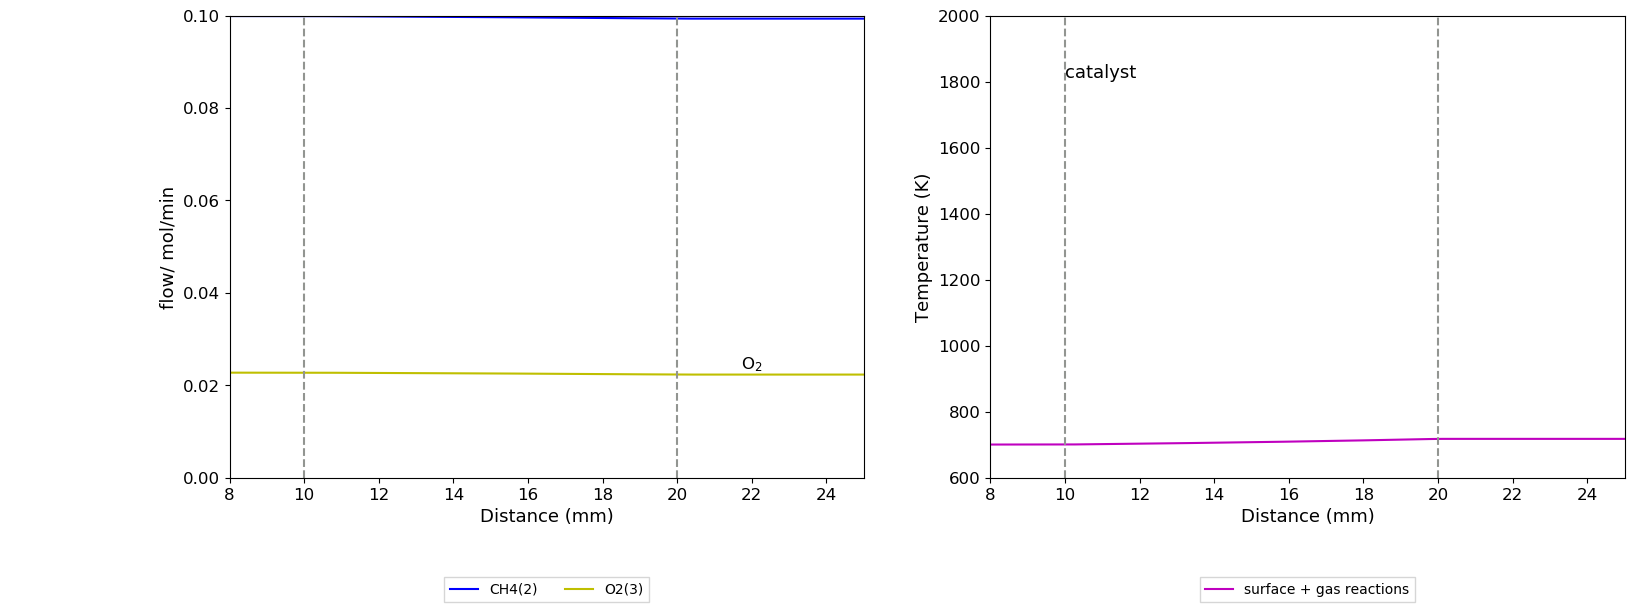 0.10
0.08
0.06
0.04
0.02
0.00
flow/ mol/min
O₂
8 10 12 14 16 18 20 22 24
Distance (mm)
CH4(2) O2(3)
2000
1800
1600
1400
1200
1000
800
600
Temperature (K)
catalyst
8 10 12 14 16 18 20 22 24
Distance (mm)
surface + gas reactions